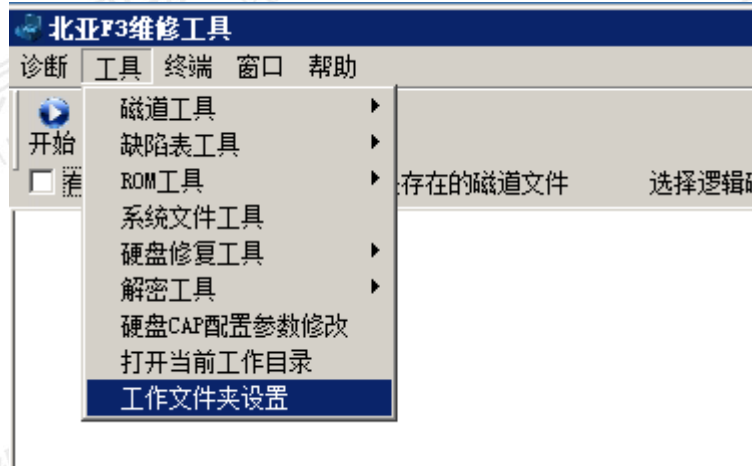 北亚F3维修工具
诊断 工具 终端 窗口 帮助
开始
磁道工具
缺陷表工具
ROM工具
存在的磁道文件 选择逻辑
系统文件工具
硬盘修复工具
解密工具
硬盘CAP配置参数修改
打开当前工作目录
工作文件夹设置